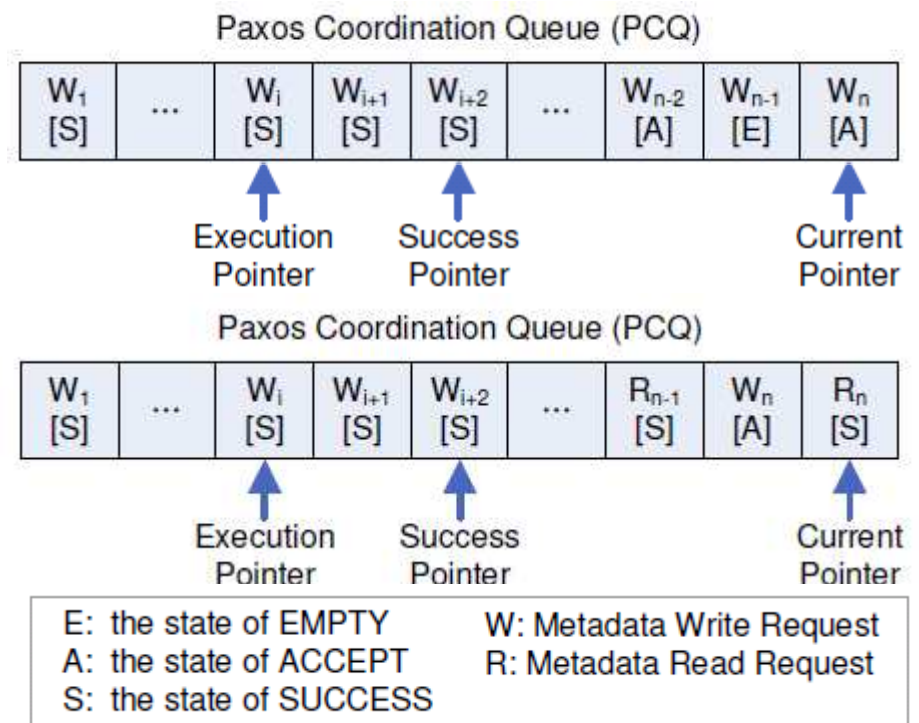 Paxos Coordination Queue (PCQ)
W₁ ... Wᵢ Wᵢ₊₁ Wᵢ₊₂ ... Wₙ₋₂ Wₙ₋₁ Wₙ
[S] [S] [S] [S] [A] [E] [A]
Execution Success Current
Pointer Pointer Pointer
Paxos Coordination Queue (PCQ)
W₁ ... Wᵢ Wᵢ₊₁ Wᵢ₊₂ ... Rₙ₋₁ Wₙ Rₙ
[S] [S] [S] [S] [S] [A] [S]
Execution Success Current
Pointer Pointer Pointer
E: the state of EMPTY W: Metadata Write Request
A: the state of ACCEPT R: Metadata Read Request
S: the state of SUCCESS